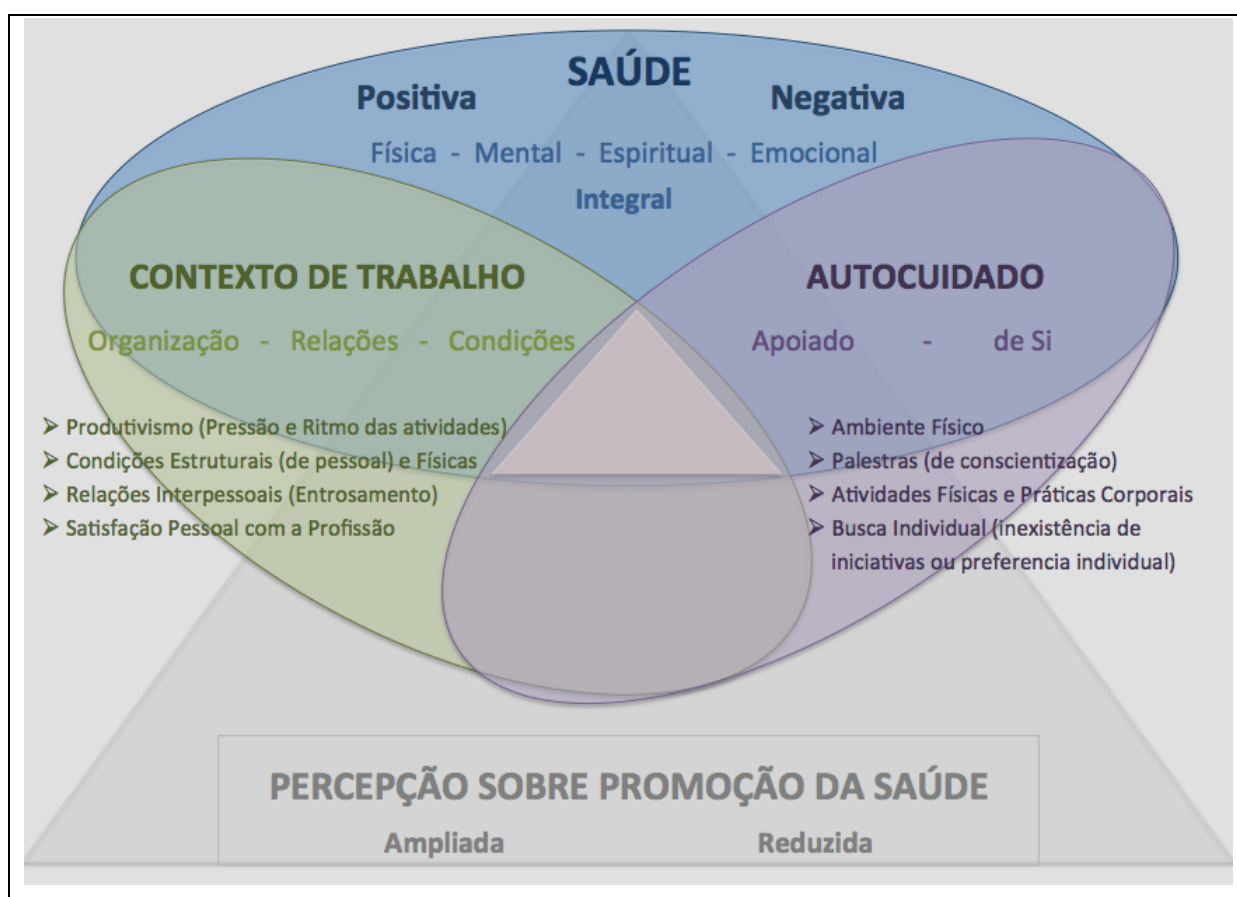 SAÚDE
Positiva Negativa
Física - Mental - Espiritual - Emocional
Integral
CONTEXTO DE TRABALHO
Organização - Relações - Condições
➢ Produtivismo (Pressão e Ritmo das atividades)
➢ Condições Estruturais (de pessoal) e Físicas
➢ Relações Interpessoais (Entrosamento)
➢ Satisfação Pessoal com a Profissão
AUTOCUIDADO
Apoiado - de Si
➢ Ambiente Físico
➢ Palestras (de conscientização)
➢ Atividades Físicas e Práticas Corporais
➢ Busca Individual (inexistência de
iniciativas ou preferencia individual)
PERCEPÇÃO SOBRE PROMOÇÃO DA SAÚDE
Ampliada Reduzida